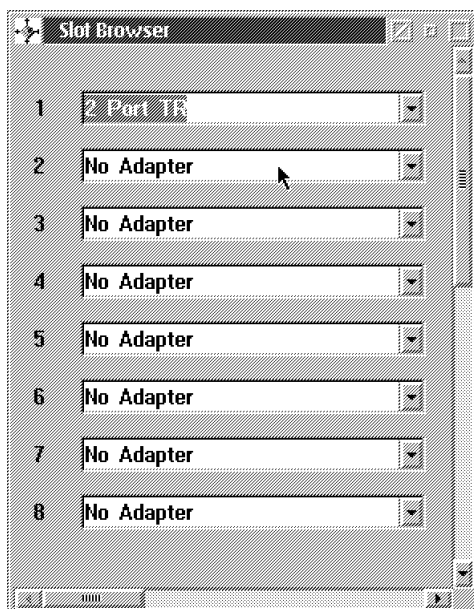 Slot Browser
1 2 Port TR
2 No Adapter
3 No Adapter
4 No Adapter
5 No Adapter
6 No Adapter
7 No Adapter
8 No Adapter